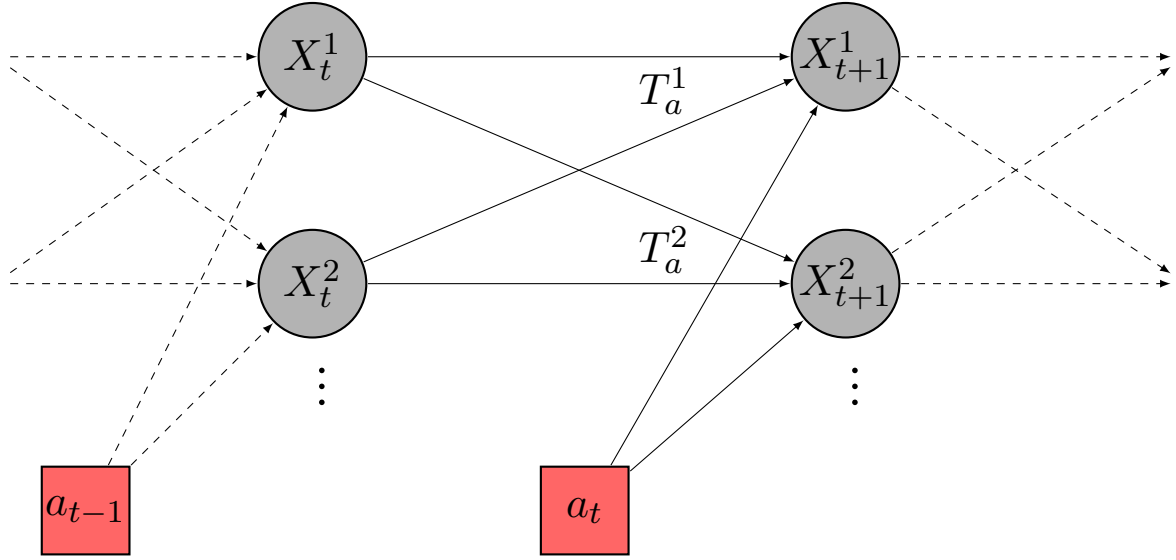 X_t^1
X_{t+1}^1
T_a^1
T_a^2
X_t^2
X_{t+1}^2
⋮
⋮
a_{t-1}
a_t